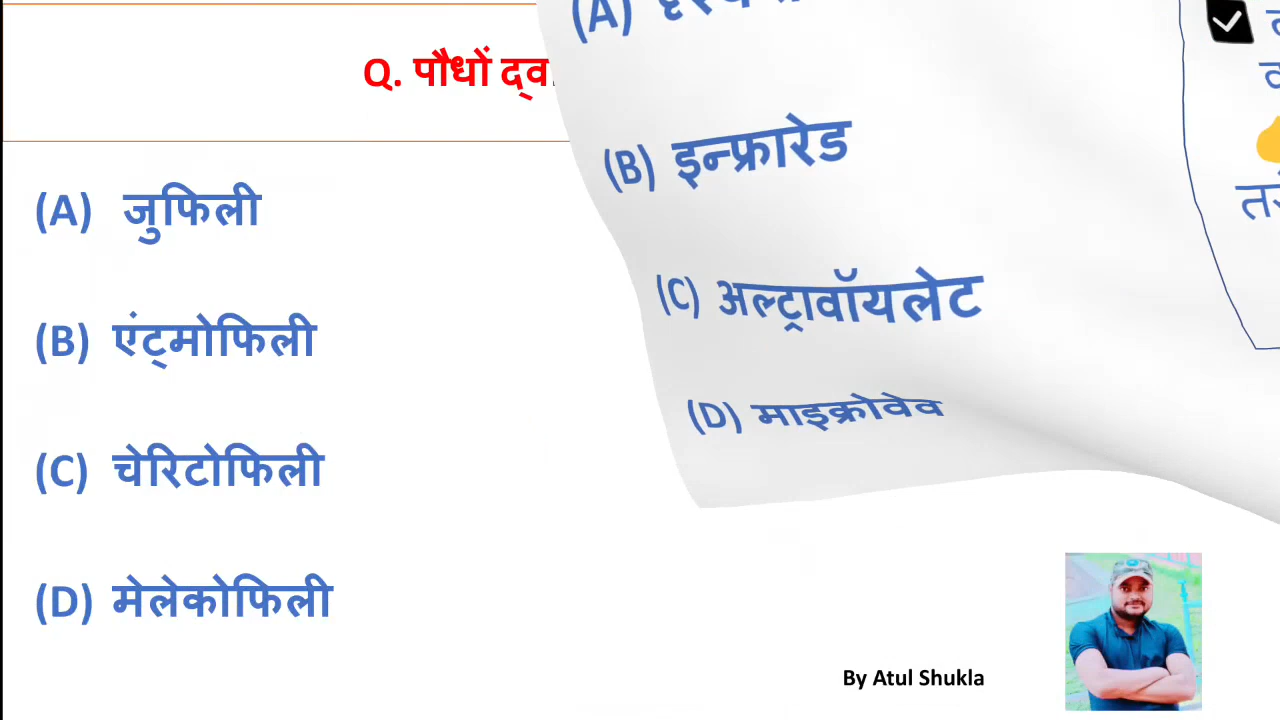 Q. पौधों
(A) जुफिली
(B) एंट्मोफिली
(C) चेरिटोफिली
(D) मेलेकोफिली
(A)
(B) इन्फ्रारेड
(C) अल्ट्रावॉयलेट
(D) माइक्रोवेव
By Atul Shukla